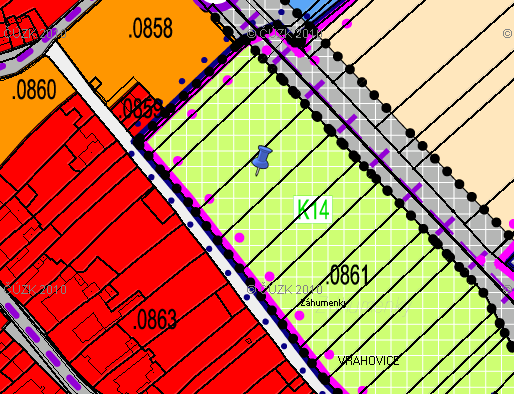 .0858
© ČÚZK 2010
© ČÚZK 2010
©
.0860
.0859
K14
.0861
© ČÚZK 2010
© ČÚZK 2010
©
Záhumenky
.0863
VRAHOVICE